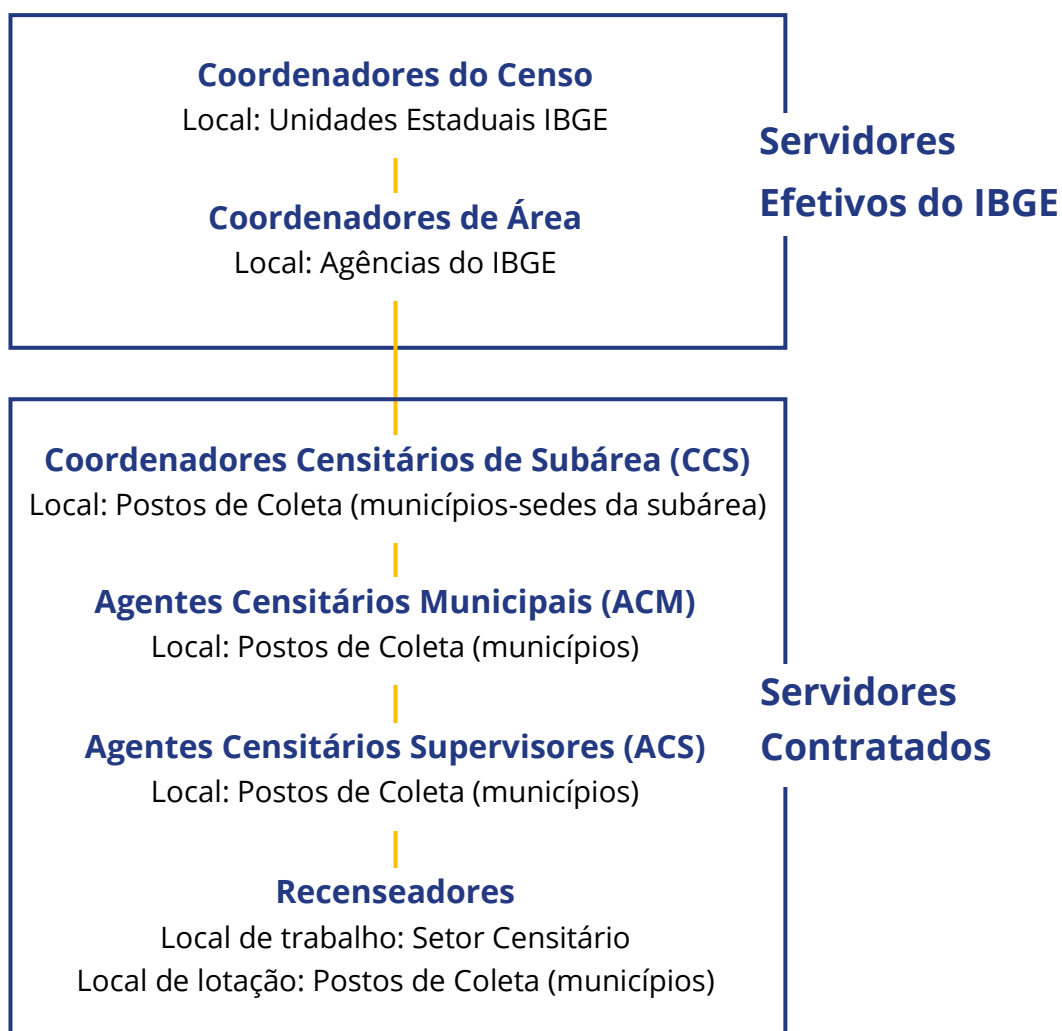 Coordenadores do Censo
Local: Unidades Estaduais IBGE
Coordenadores de Área
Local: Agências do IBGE
Servidores
Efetivos do IBGE
Coordenadores Censitários de Subárea (CCS)
Local: Postos de Coleta (municípios-sedes da subárea)
Agentes Censitários Municipais (ACM)
Local: Postos de Coleta (municípios)
Agentes Censitários Supervisores (ACS)
Local: Postos de Coleta (municípios)
Recenseadores
Local de trabalho: Setor Censitário
Local de lotação: Postos de Coleta (municípios)
Servidores
Contratados